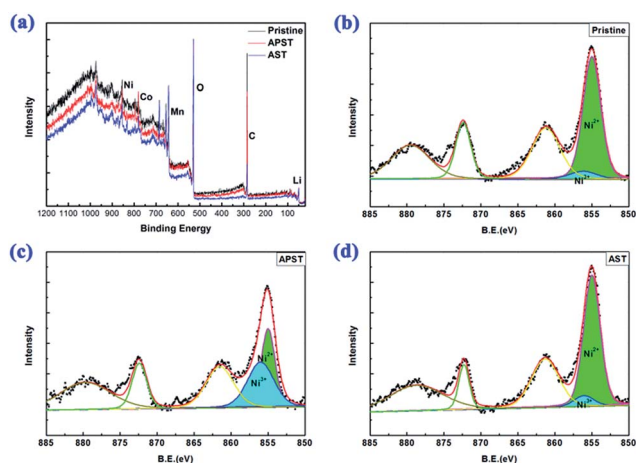 (a)
Pristine
APST
AST
Ni
Co
Mn
O
C
Li
Intensity
1200 1100 1000 900 800 700 600 500 400 300 200 100
Binding Energy
(b)
Pristine
Ni²⁺
Ni³⁺
Intensity
885 880 875 870 865 860 855 850
B.E.(eV)
(c)
APST
Ni²⁺
Ni³⁺
Intensity
885 880 875 870 865 860 855 850
B.E.(eV)
(d)
AST
Ni²⁺
Ni³⁺
Intensity
885 880 875 870 865 860 855 850
B.E.(eV)